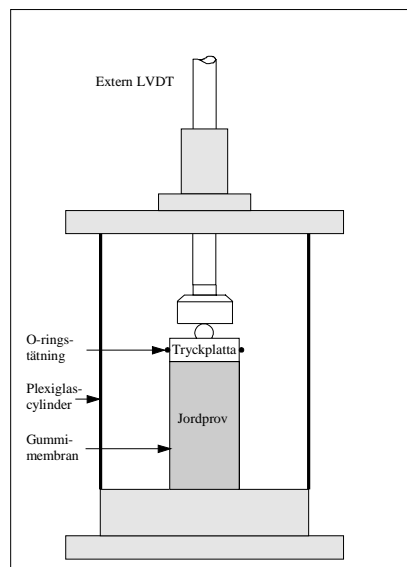 Extern LVDT
O-rings-
tätning
Tryckplatta
Plexiglas-
cylinder
Jordprov
Gummi-
membran